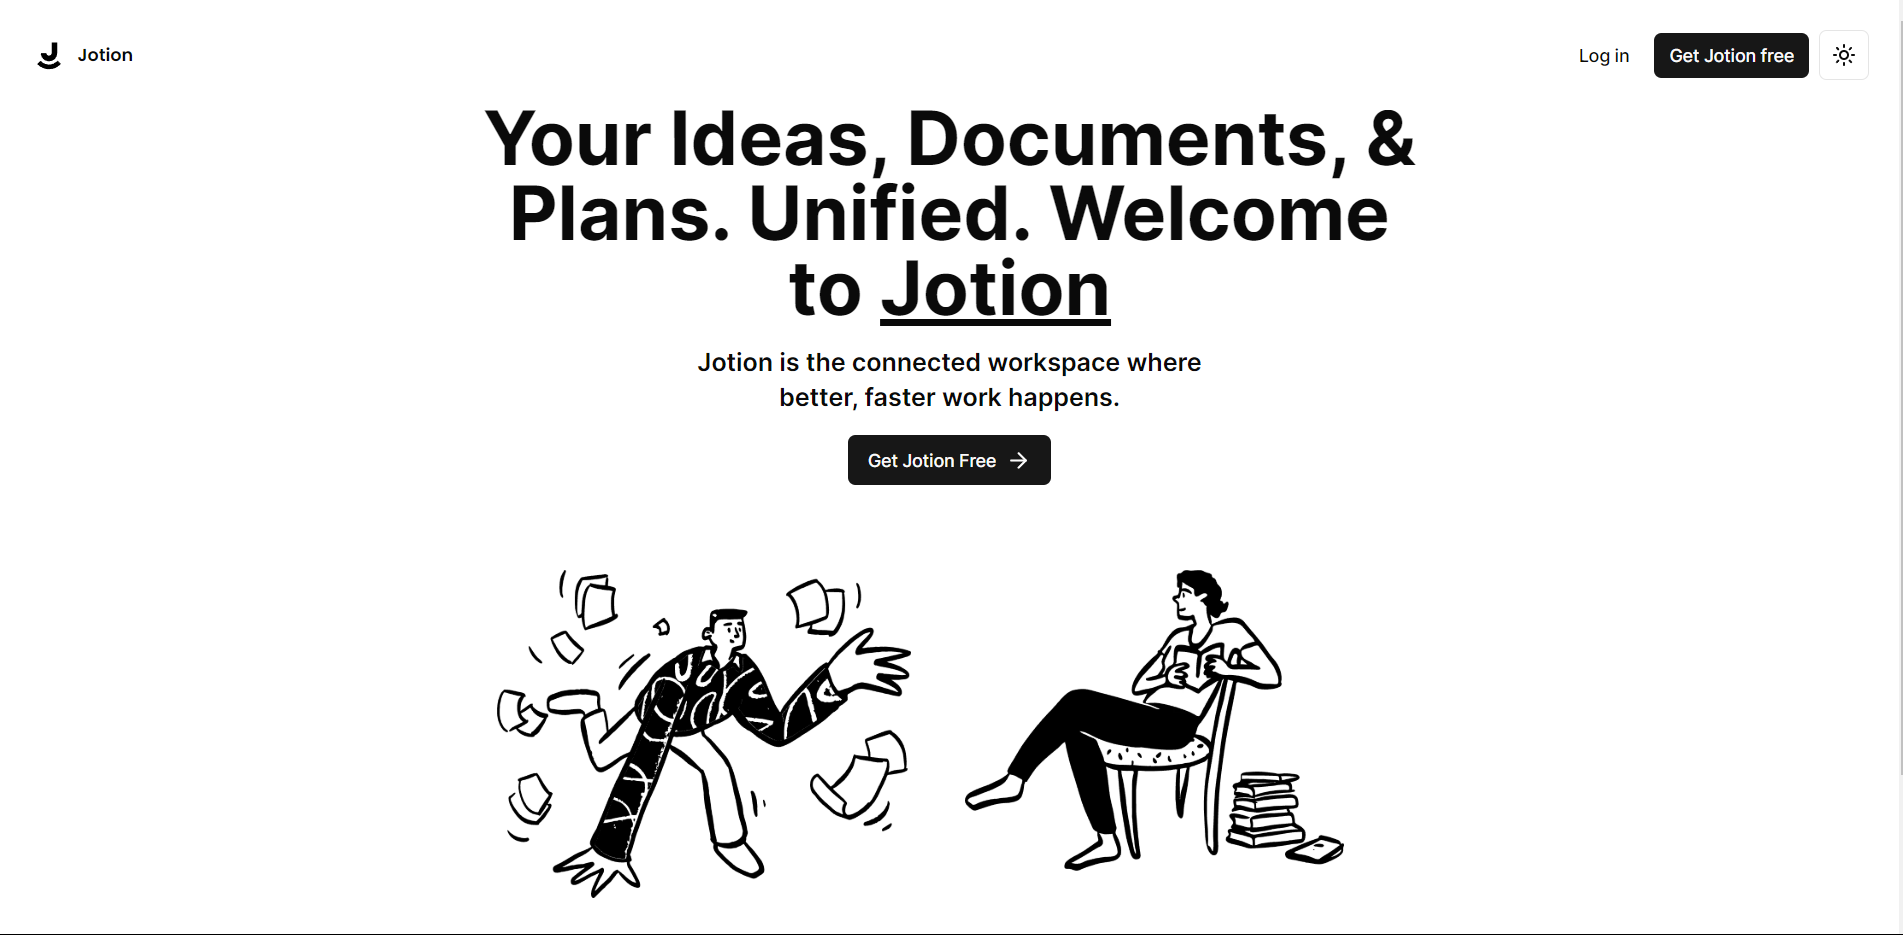 Jotion
Log in
Get Jotion free
Your Ideas, Documents, &
Plans. Unified. Welcome
to Jotion
Jotion is the connected workspace where
better, faster work happens.
Get Jotion Free